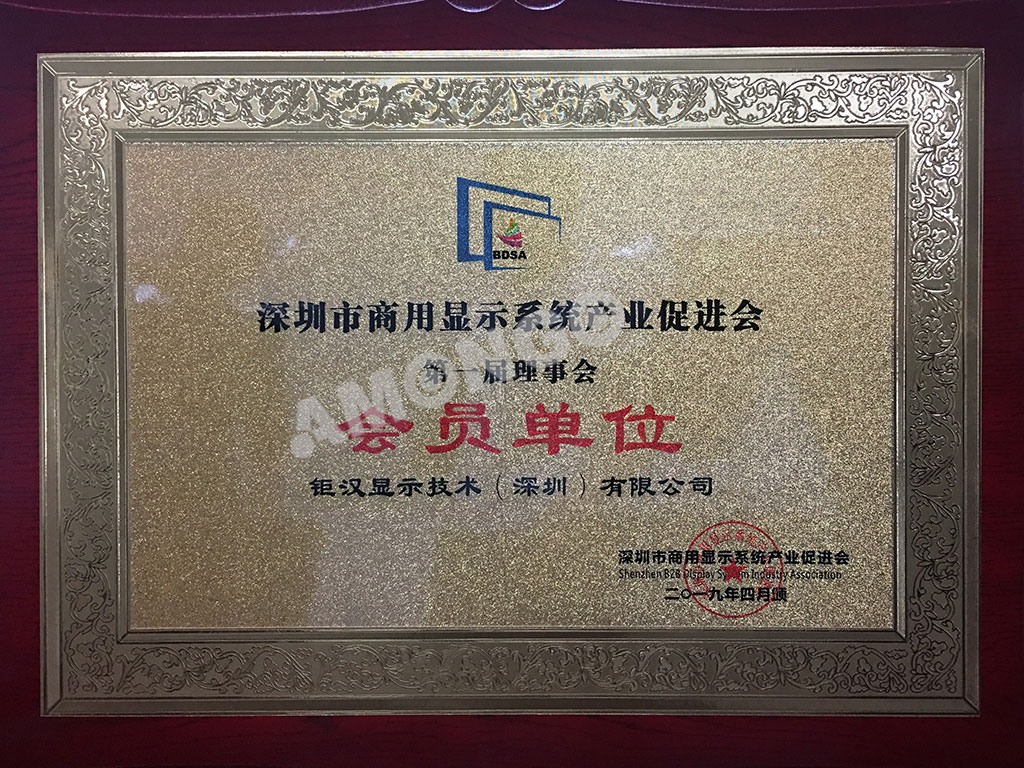 BDSA
深圳市商用显示系统产业促进会
第一届理事会
会员单位
钜汉显示技术（深圳）有限公司
深圳市商用显示系统产业促进会
Shenzhen B2B Display System Industry Association
二〇一九年四月颁
AMONGO